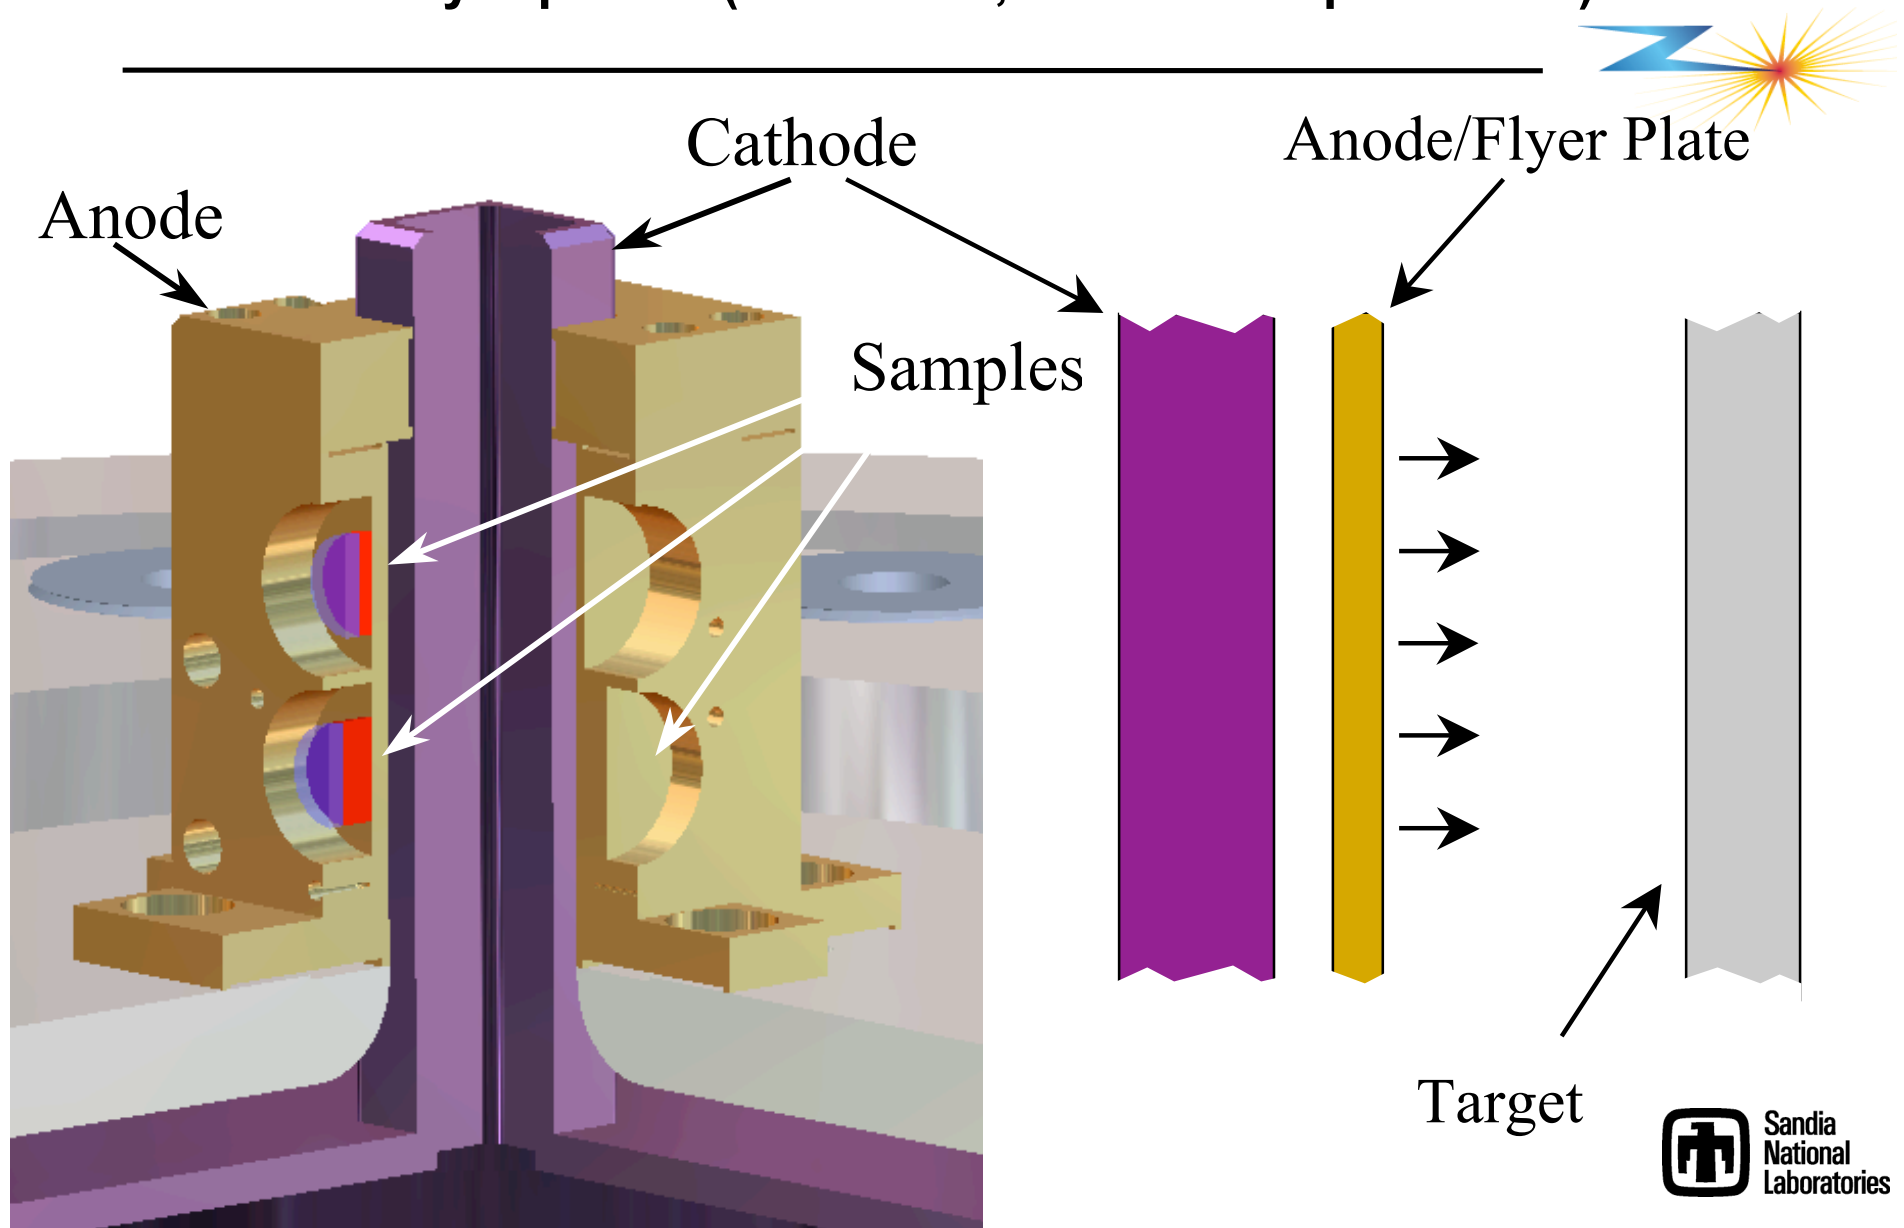 Cathode
Anode/Flyer Plate
Anode
Samples
Target
Sandia
National
Laboratories